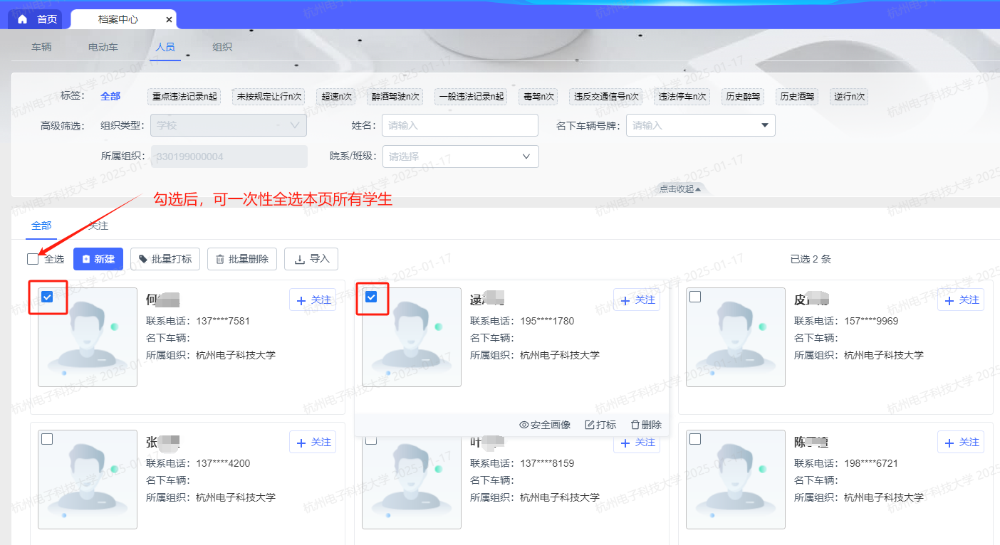 首页 档案中心 ×
车辆 电动车 人员 组织
标签: 全部 重点违法记录n起 未按规定让行n次 超速n次 醉酒驾驶n次 一般违法记录n起 毒驾n次 违反交通信号n次 违法停车n次 历史醉驾 历史酒驾 逆行n次
高级筛选: 组织类型: 学校 姓名: 请输入 名下车辆号牌: 请输入
所属组织: 330199000004 院系/班级: 请选择
点击收起
勾选后，可一次性全选本页所有学生
全部 关注
全选 新建 批量打标 批量删除 导入 已选 2 条
何 + 关注 逯 + 关注 皮 + 关注
联系电话: 137****7581 联系电话: 195****1780 联系电话: 157****9969
名下车辆: 名下车辆: 名下车辆:
所属组织: 杭州电子科技大学 所属组织: 杭州电子科技大学 所属组织: 杭州电子科技大学
安全画像 打标 删除
张 + 关注 叶 + 关注 陈 + 关注
联系电话: 137****4200 联系电话: 137****8159 联系电话: 198****6721
名下车辆: 名下车辆: 名下车辆:
所属组织: 杭州电子科技大学 所属组织: 杭州电子科技大学 所属组织: 杭州电子科技大学
杭州电子科技大学 2025-01-17